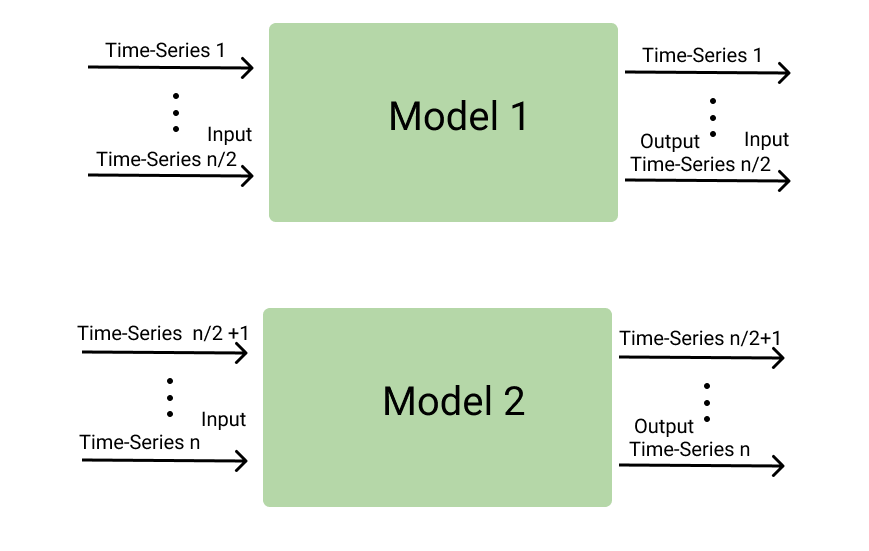 Time-Series 1
Time-Series 1
Model 1
Input
Output
Input
Time-Series n/2
Time-Series n/2
Time-Series  n/2 +1
Time-Series n/2+1
Model 2
Input
Output
Time-Series n
Time-Series n